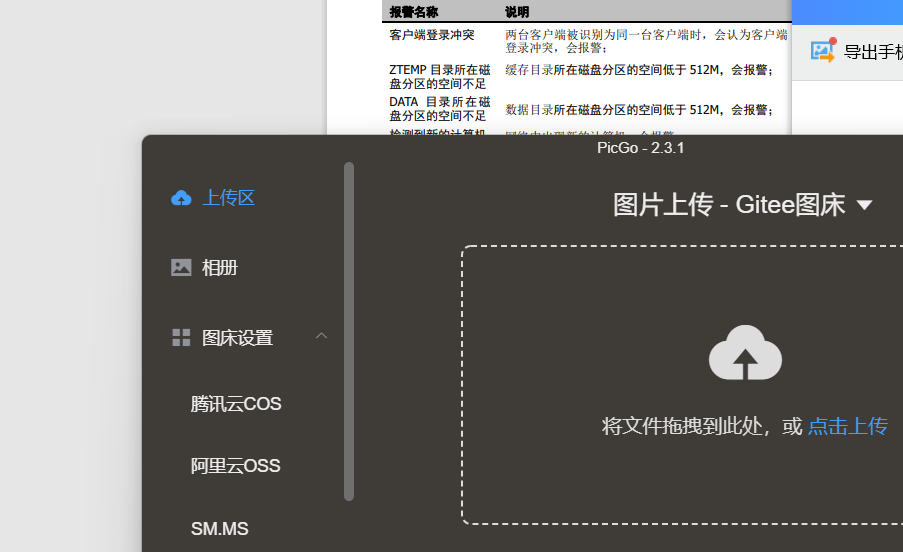 报警名称 说明
客户端登录冲突 两台客户端被识别为同一台客户端时，会认为客户端
登录冲突，会报警；
ZTEMP 目录所在磁 缓存目录所在磁盘分区的空间低于 512M，会报警；
盘分区的空间不足
DATA 目录所在磁 数据目录所在磁盘分区的空间低于 512M，会报警；
盘分区的空间不足
导出手机
PicGo - 2.3.1
上传区
图片上传 - Gitee图床
相册
图床设置
将文件拖拽到此处，或 点击上传
腾讯云COS
阿里云OSS
SM.MS